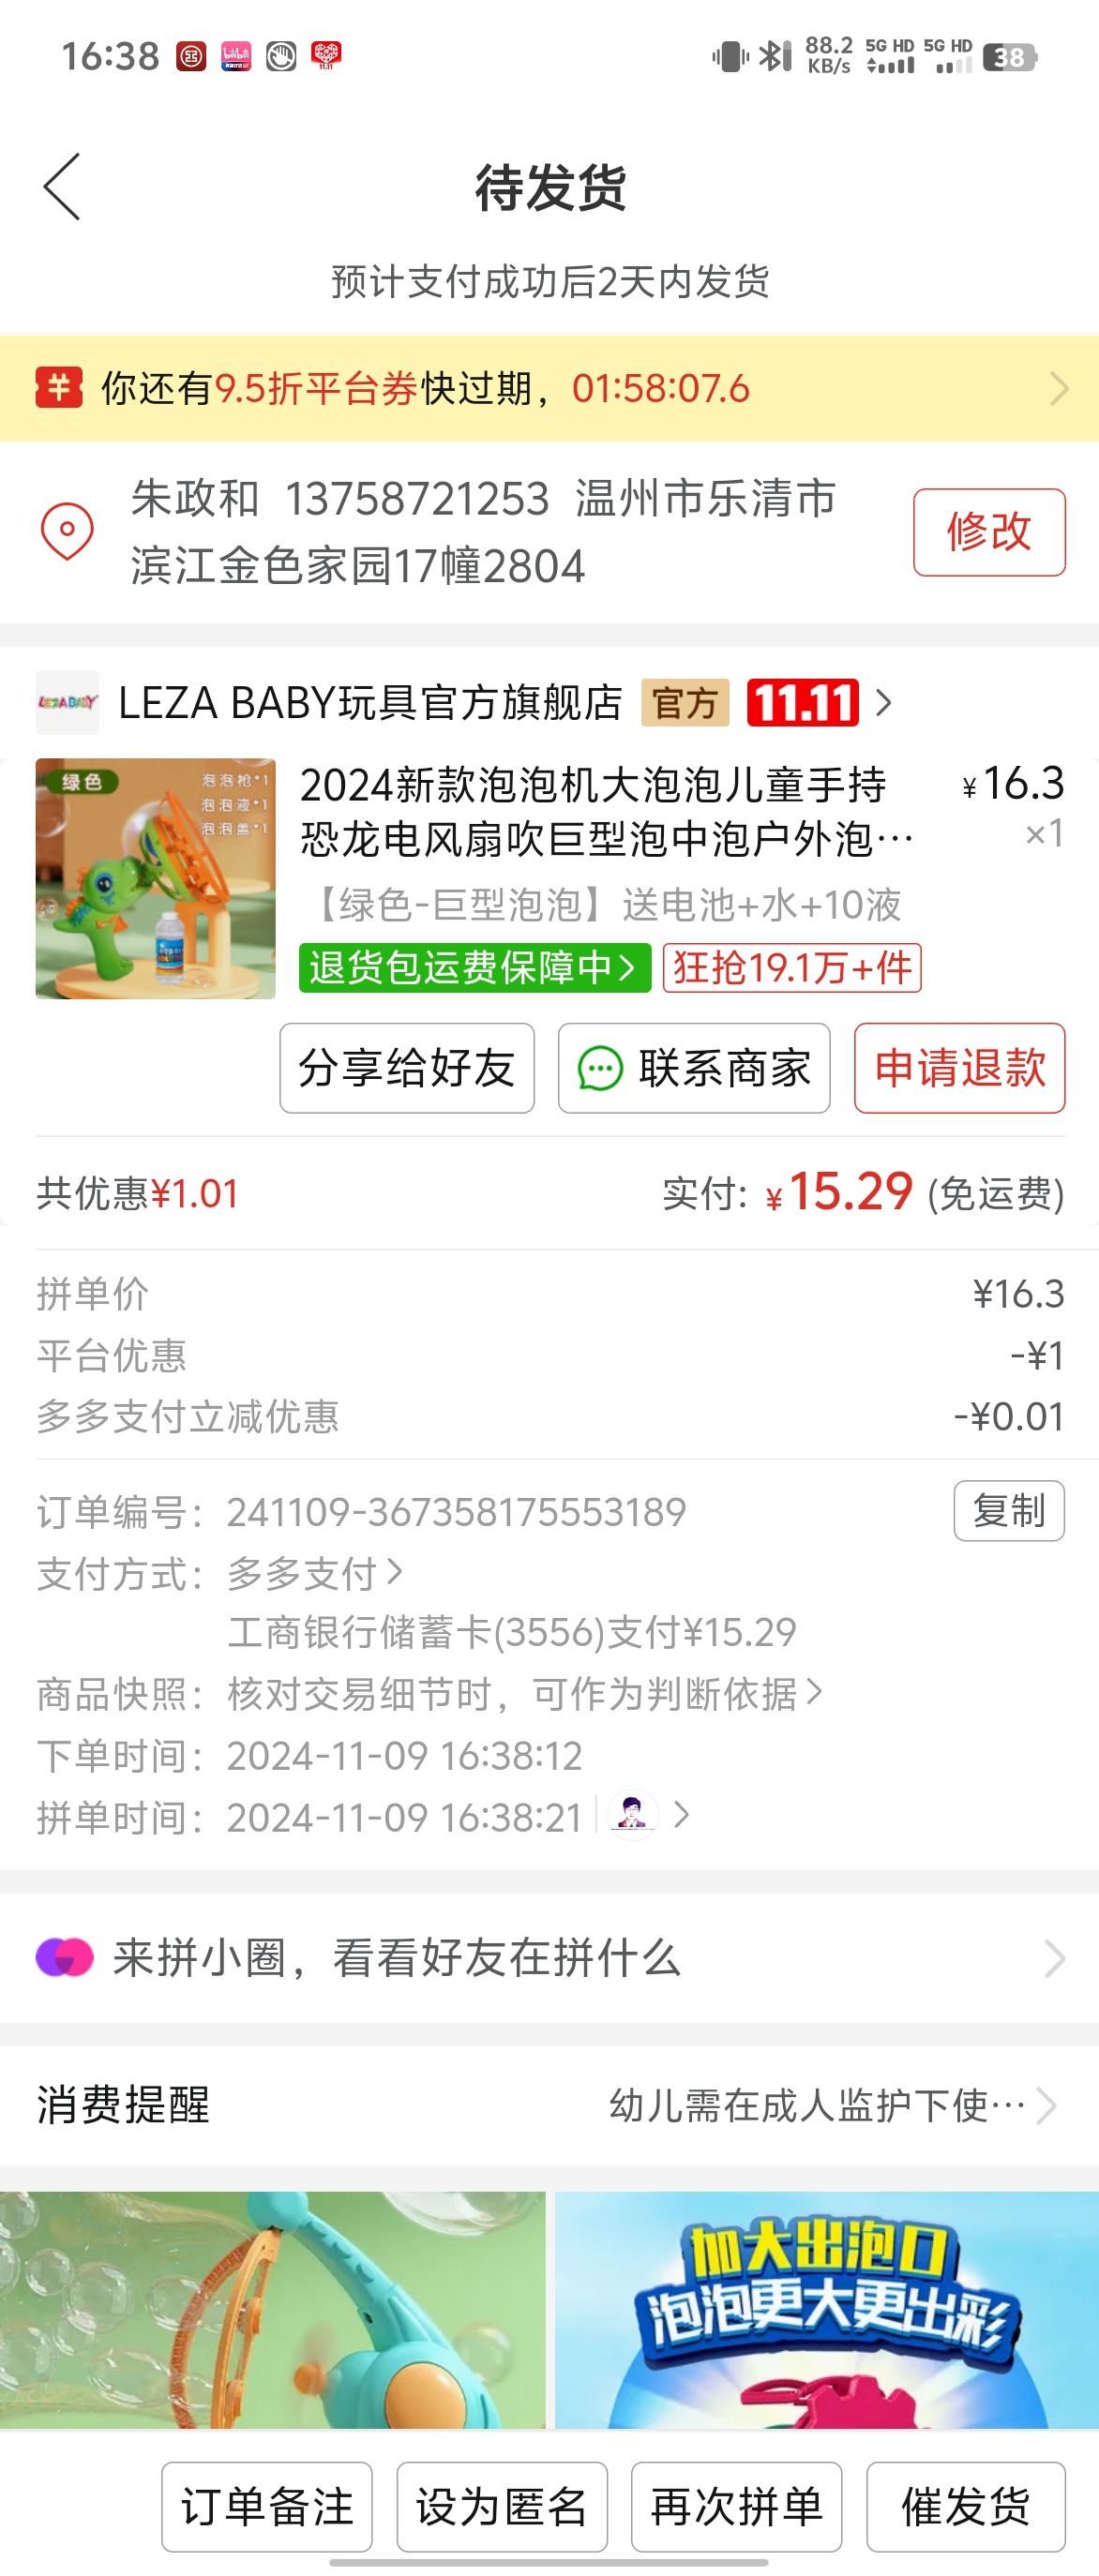 16:38
88.2 KB/s 5G HD 5G HD 38
待发货
预计支付成功后2天内发货
你还有9.5折平台券快过期，01:58:07.6
朱政和 13758721253 温州市乐清市
滨江金色家园17幢2804
修改
LEZA BABY
LEZA BABY玩具官方旗舰店 官方 11.11
绿色
泡泡枪*1
泡泡液*1
泡泡盖*1
2024新款泡泡机大泡泡儿童手持
恐龙电风扇吹巨型泡中泡户外泡…
¥16.3
×1
【绿色-巨型泡泡】送电池+水+10液
退货包运费保障中 狂抢19.1万+件
分享给好友 联系商家 申请退款
共优惠¥1.01 实付: ¥15.29 (免运费)
拼单价 ¥16.3
平台优惠 -¥1
多多支付立减优惠 -¥0.01
订单编号：241109-367358175553189 复制
支付方式：多多支付
工商银行储蓄卡(3556)支付¥15.29
商品快照：核对交易细节时，可作为判断依据
下单时间：2024-11-09 16:38:12
拼单时间：2024-11-09 16:38:21
来拼小圈，看看好友在拼什么
消费提醒 幼儿需在成人监护下使…
加大出泡口
泡泡更大更出彩
订单备注 设为匿名 再次拼单 催发货